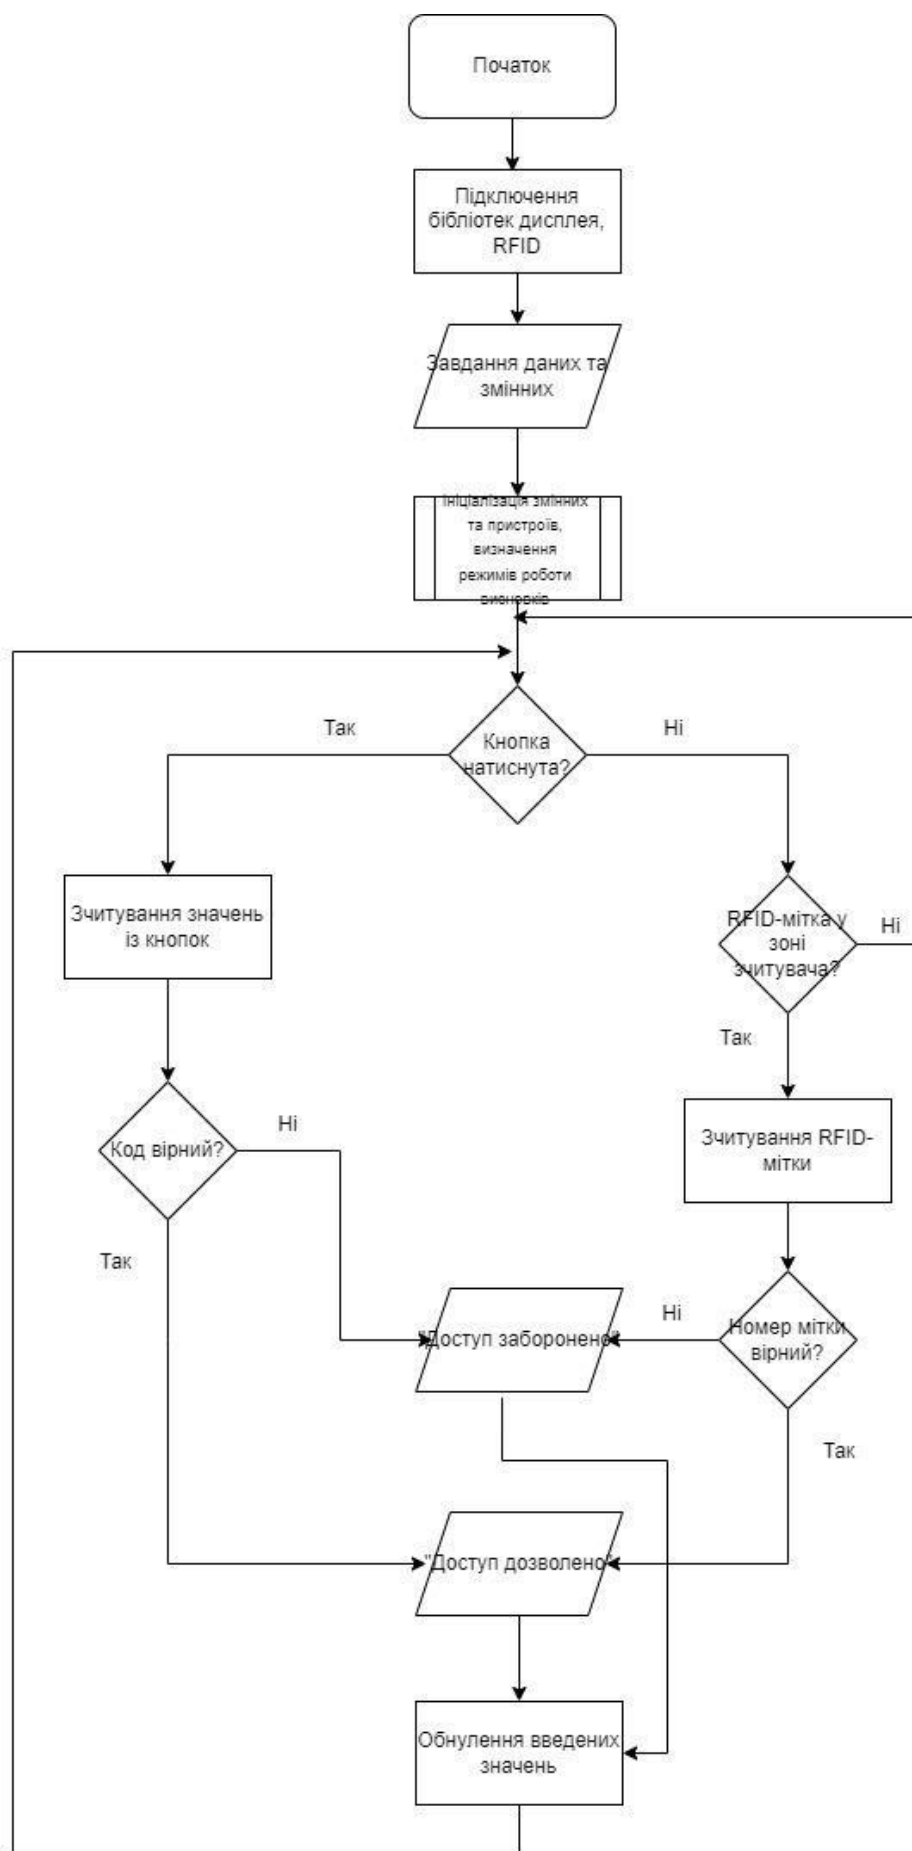 Початок
Підключення
бібліотек дисплея,
RFID
Завдання даних та
змінних
Ініціалізація змінних
та пристроїв,
визначення
режимів роботи
висновків
Так
Кнопка
натиснута?
Ні
Зчитування значень
із кнопок
RFID-мітка у
зоні
зчитувача?
Ні
Так
Код вірний?
Ні
Зчитування RFID-
мітки
Так
"Доступ заборонено"
Ні
Номер мітки
вірний?
Так
"Доступ дозволено"
Обнулення введених
значень